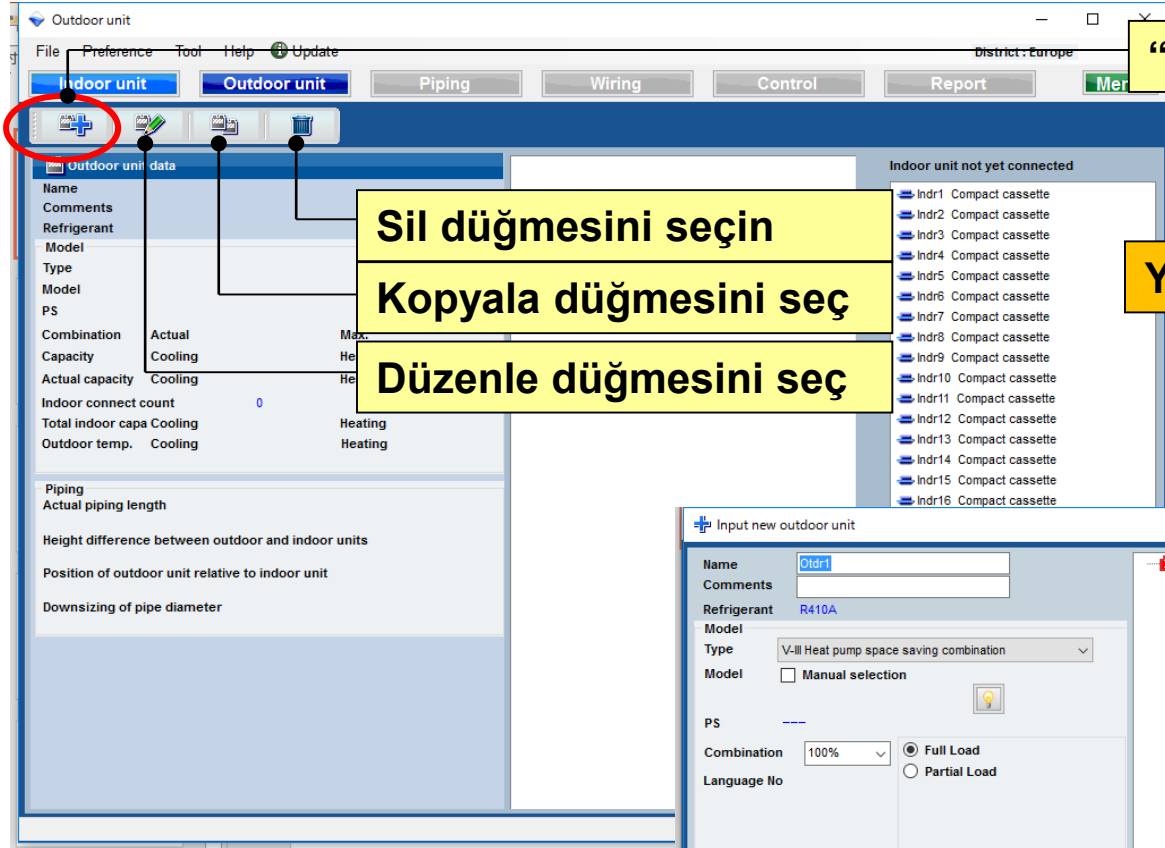 Outdoor unit
File Preference Tool Help Update District : Europe
“
Indoor unit Outdoor unit Piping Wiring Control Report Mer
Outdoor unit data
Name
Comments
Refrigerant
Model
Type
Model
PS
Combination Actual Max.
Capacity Cooling He
Actual capacity Cooling He
Indoor connect count 0
Total indoor capa Cooling Heating
Outdoor temp. Cooling Heating
Piping
Actual piping length
Height difference between outdoor and indoor units
Position of outdoor unit relative to indoor unit
Downsizing of pipe diameter
Sil düğmesini seçin
Kopyala düğmesini seç
Düzenle düğmesini seç
Indoor unit not yet connected
Indr1 Compact cassette
Indr2 Compact cassette
Indr3 Compact cassette
Indr4 Compact cassette
Indr5 Compact cassette
Indr6 Compact cassette
Indr7 Compact cassette
Indr8 Compact cassette
Indr9 Compact cassette
Indr10 Compact cassette
Indr11 Compact cassette
Indr12 Compact cassette
Indr13 Compact cassette
Indr14 Compact cassette
Indr15 Compact cassette
Indr16 Compact cassette
Y
Input new outdoor unit
Name Otdr1
Comments
Refrigerant R410A
Model
Type V-III Heat pump space saving combination
Model Manual selection
PS ---
Combination 100% Full Load
Partial Load
Language No